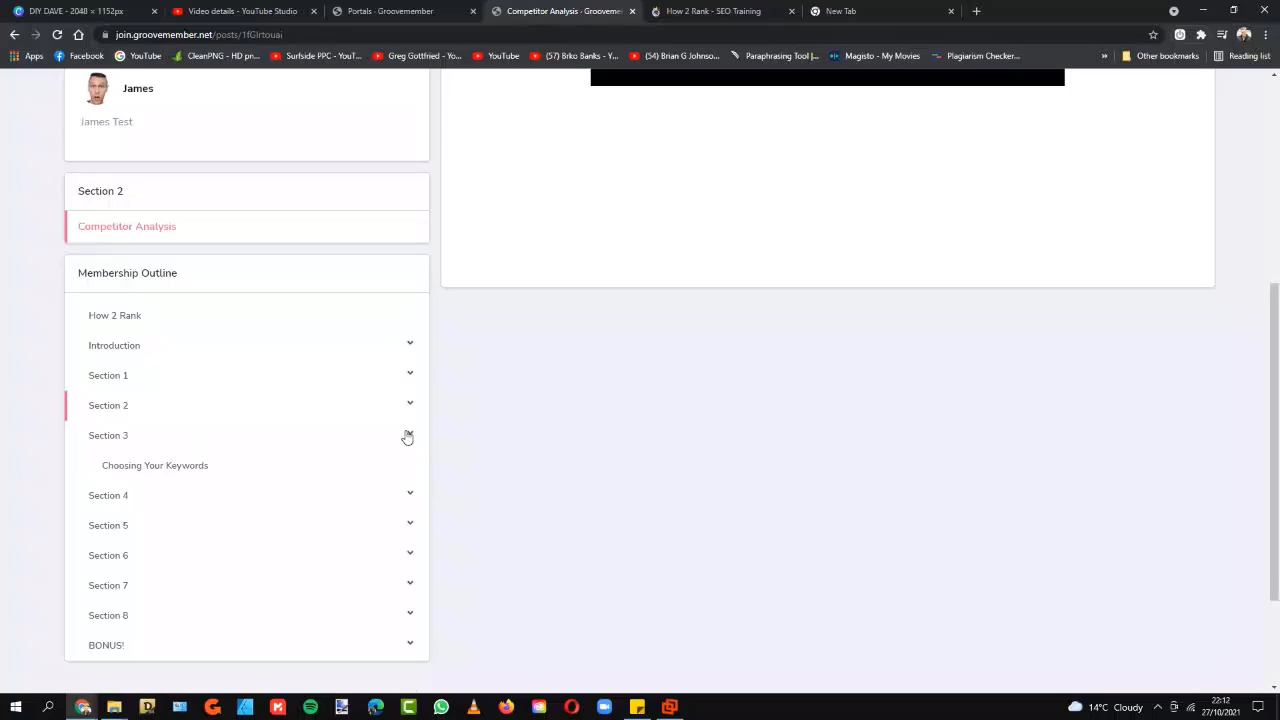 DIY DAVE - 2048 × 1152px
Video details - YouTube Studio
Portals - Groovemember
Competitor Analysis - Groovemem
How 2 Rank - SEO Training
New Tab
join.groovemember.net/posts/1fGlrtouai
Apps
Facebook
YouTube
CleanPNG - HD pn...
Surfside PPC - YouT...
Greg Gottfried - Yo...
YouTube
(57) Brko Banks - Y...
(54) Brian G Johnso...
Paraphrasing Tool |...
Magisto - My Movies
Plagiarism Checker...
»
Other bookmarks
Reading list
James
James Test
Section 2
Competitor Analysis
Membership Outline
How 2 Rank
Introduction
Section 1
Section 2
Section 3
Choosing Your Keywords
Section 4
Section 5
Section 6
Section 7
Section 8
BONUS!
14°C Cloudy
22:12
27/10/2021